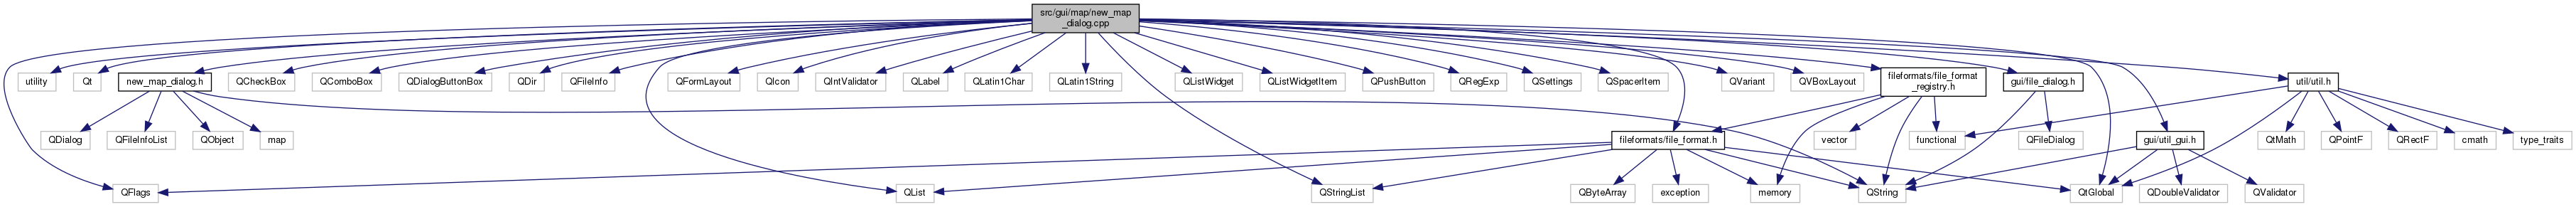 src/gui/map/new_map
_dialog.cpp
utility
Qt
new_map_dialog.h
QCheckBox
QComboBox
QDialogButtonBox
QDir
QFileInfo
QFormLayout
QIcon
QIntValidator
QLabel
QLatin1Char
QLatin1String
QListWidget
QListWidgetItem
QPushButton
QRegExp
QSettings
QSpacerItem
QVariant
QVBoxLayout
fileformats/file_format
_registry.h
gui/file_dialog.h
util/util.h
QDialog
QFileInfoList
QObject
map
fileformats/file_format.h
vector
functional
QFileDialog
gui/util_gui.h
QtMath
QPointF
QRectF
cmath
type_traits
QFlags
QList
QStringList
QByteArray
exception
memory
QString
QtGlobal
QDoubleValidator
QValidator